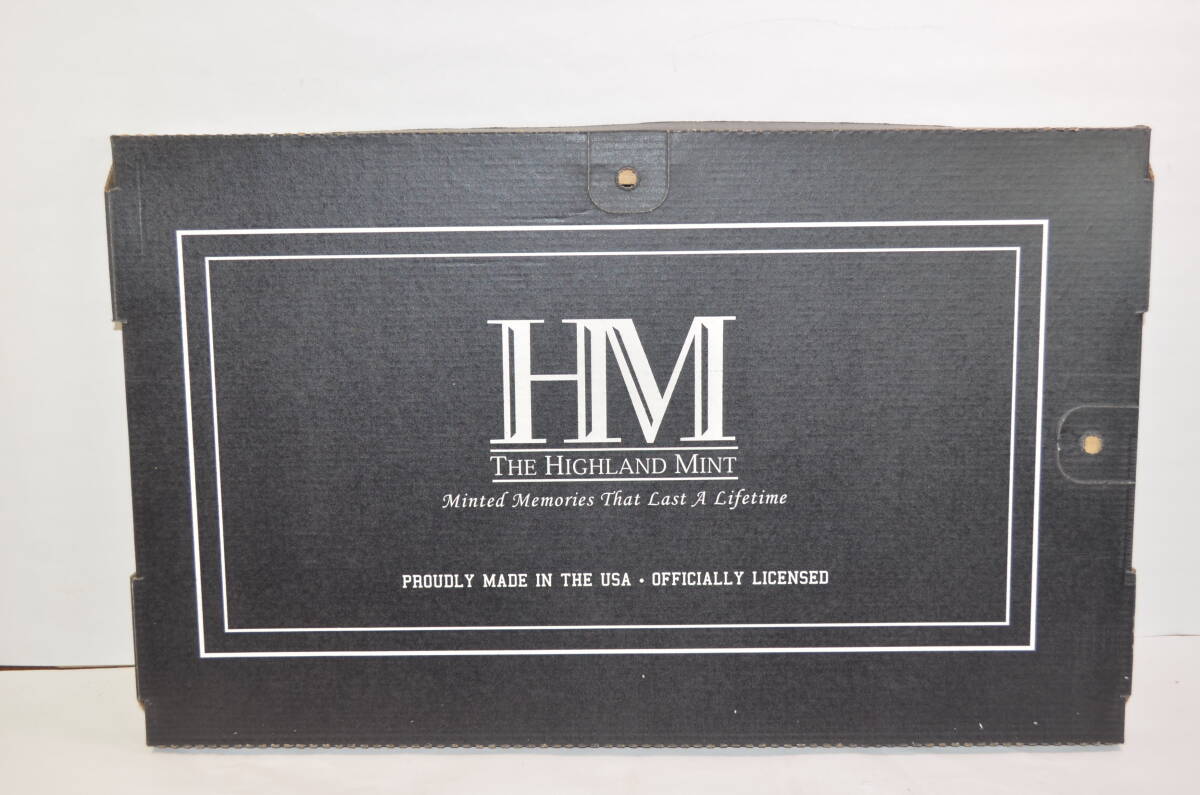 HM
THE HIGHLAND MINT
Minted Memories That Last A Lifetime
PROUDLY MADE IN THE USA • OFFICIALLY LICENSED